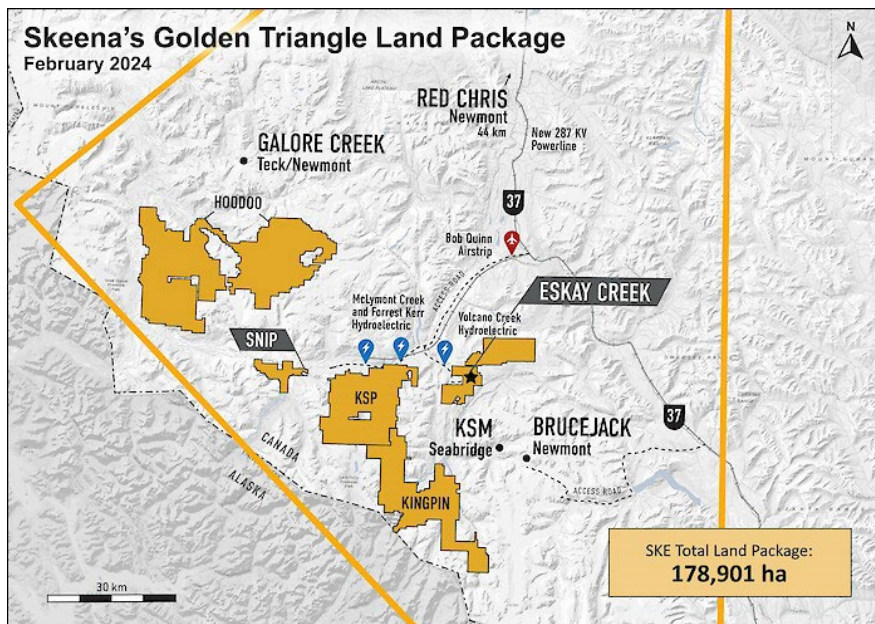 Skeena's Golden Triangle Land Package
February 2024
N
RED CHRIS
Newmont
44 km
New 287 KV
Powerline
GALORE CREEK
Teck/Newmont
HOODOO
37
Bob Quinn
Airstrip
ACCESS ROAD
ESKAY CREEK
McLymont Creek
and Forrest Kerr
Hydroelectric
Volcano Creek
Hydroelectric
SNIP
KSP
KSM
Seabridge
BRUCEJACK
Newmont
37
CANADA
ALASKA
KINGPIN
ACCESS ROAD
SKE Total Land Package:
178,901 ha
30 km